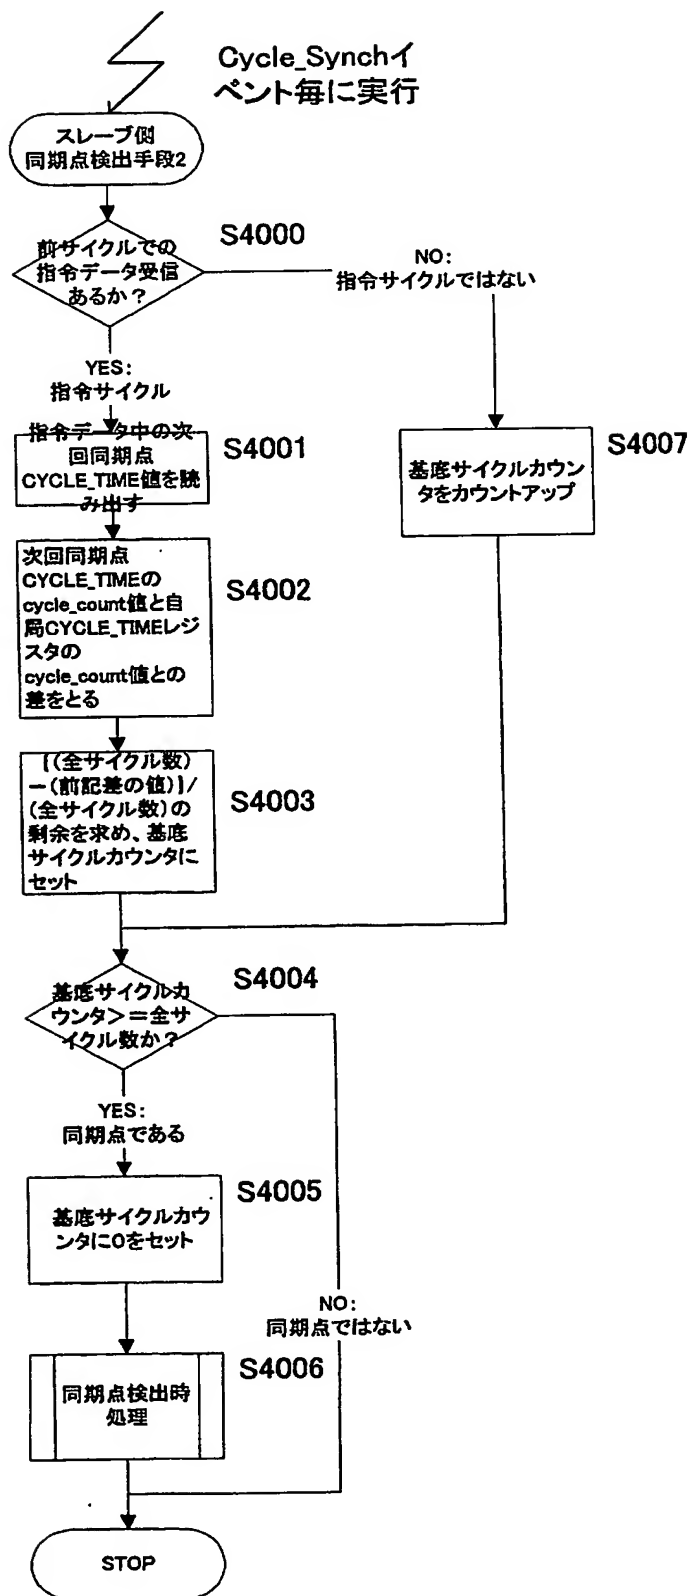 Cycle_Synchイ
ベント毎に実行
スレーブ側
同期点検出手段2
S4000
前サイクルでの
指令データ受信
あるか？
NO:
指令サイクルではない
YES:
指令サイクル
指令データ中の次
回同期点
CYCLE_TIME値を読
み出す
S4001
S4007
基底サイクルカウン
タをカウントアップ
次回同期点
CYCLE_TIMEの
cycle_count値と自
局CYCLE_TIMEレジ
スタの
cycle_count値との
差をとる
S4002
[(全サイクル数)
－(前記差の値)]/
(全サイクル数)の
剰余を求め、基底
サイクルカウンタに
セット
S4003
S4004
基底サイクルカ
ウンタ＞＝全サ
イクル数か？
YES:
同期点である
S4005
基底サイクルカウ
ンタに0をセット
NO:
同期点ではない
S4006
同期点検出時
処理
STOP